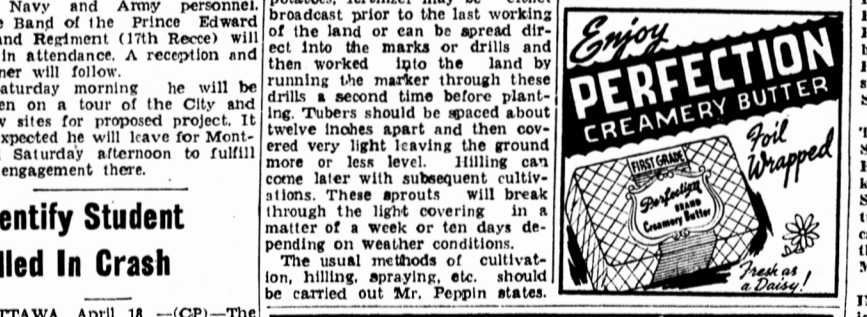 Navy and Army personnel.
Band of the Prince Edward
Regiment (17th Recce) will
in attendance. A reception and
will follow.
morning he will be
on a tour of the City and
sites for proposed project. It
expected he will leave for Mont-
Saturday afternoon to fulfill
engagement there.
Student
In Crash
April 18 —(CP)—The
broadcast prior to the last working
of the land or can be spread dir-
ect into the marks or drills and
then worked into the land by
running the marker through these
drills a second time before plant-
ing. Tubers should be spaced about
twelve inches apart and then cov-
ered very light leaving the ground
more or less level. Hilling can
come later with subsequent cultiv-
ations. These sprouts will break
through the light covering in a
matter of a week or ten days de-
pending on weather conditions.
The usual methods of cultivat-
ion, hilling, spraying, etc. should
be carried out Mr. Peppin states.
Enjoy
PERFECTION
CREAMERY BUTTER
Foil
Wrapped
FIRST GRADE
Perfection
BRAND
Creamery Butter
Fresh as
a Daisy!